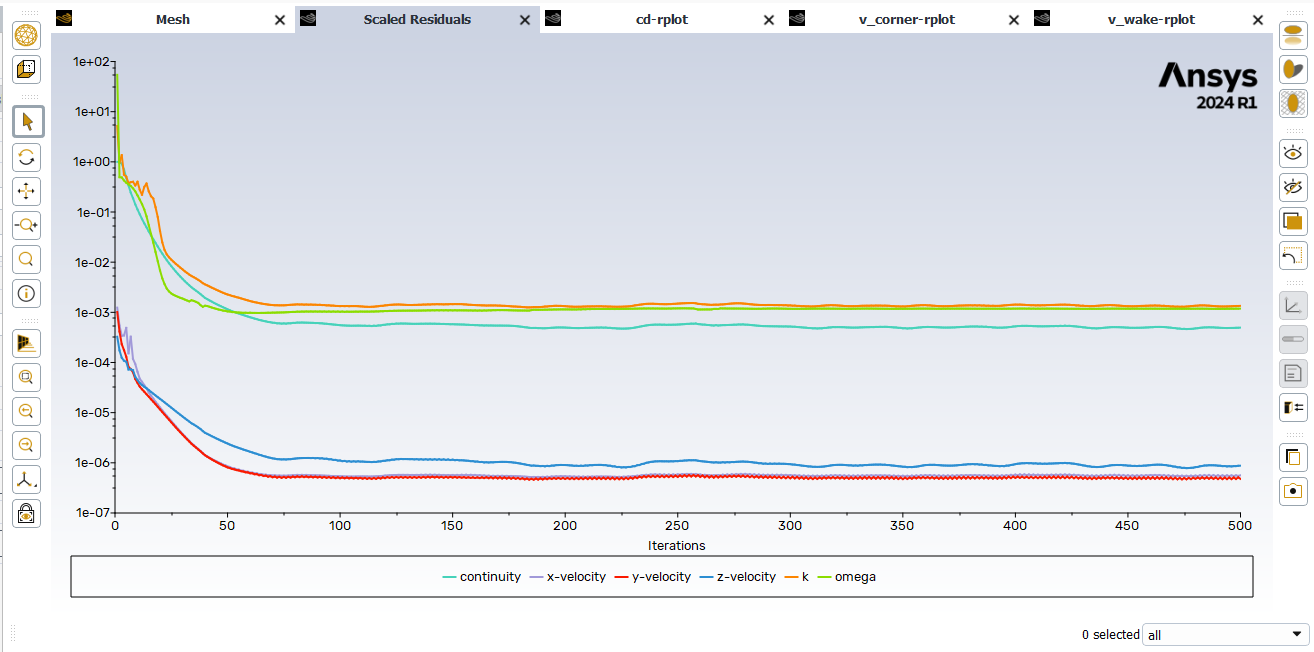 Mesh
Scaled Residuals
cd-rplot
v_corner-rplot
v_wake-rplot
Ansys
2024 R1
1e+02
1e+01
1e+00
1e-01
1e-02
1e-03
1e-04
1e-05
1e-06
1e-07
0 50 100 150 200 250 300 350 400 450 500
Iterations
continuity x-velocity y-velocity z-velocity k omega
0 selected all